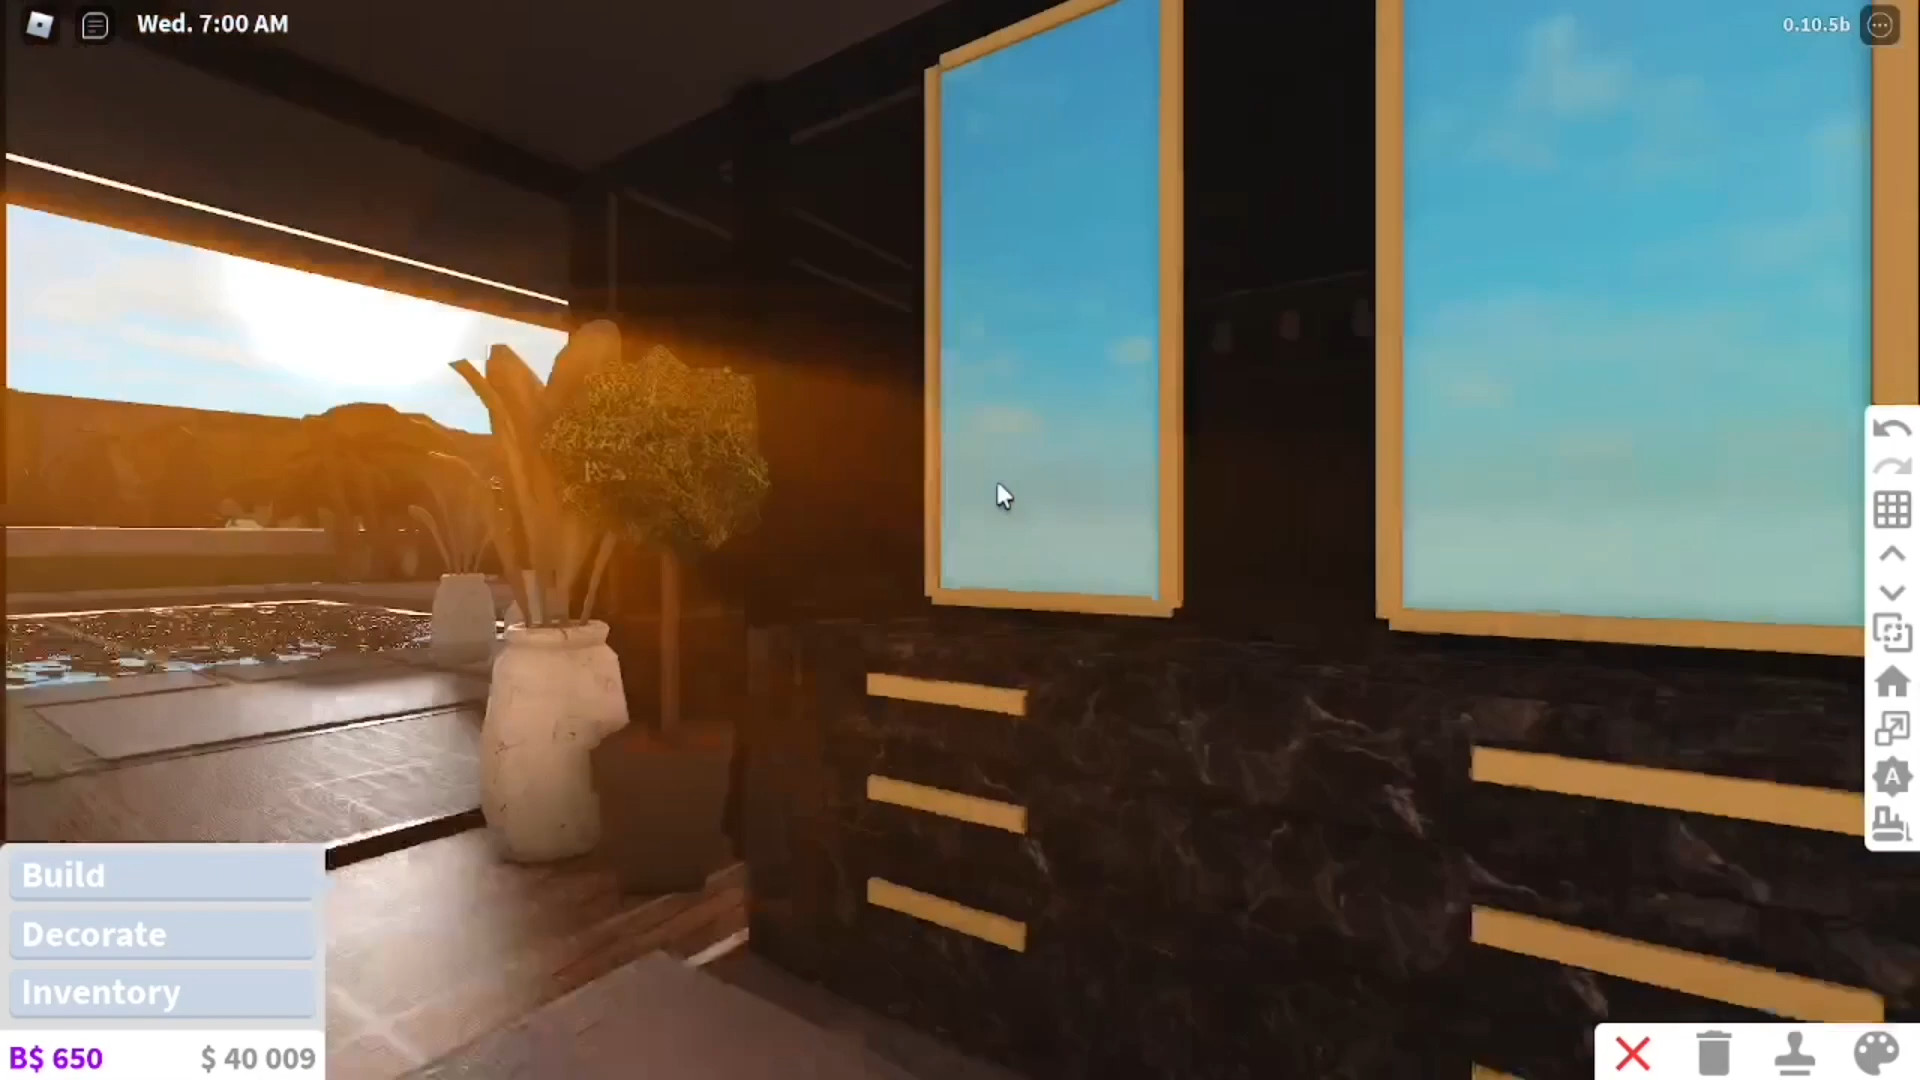 Wed. 7:00 AM
0.10.5b
A
Build
Decorate
Inventory
B$ 650
$ 40 009